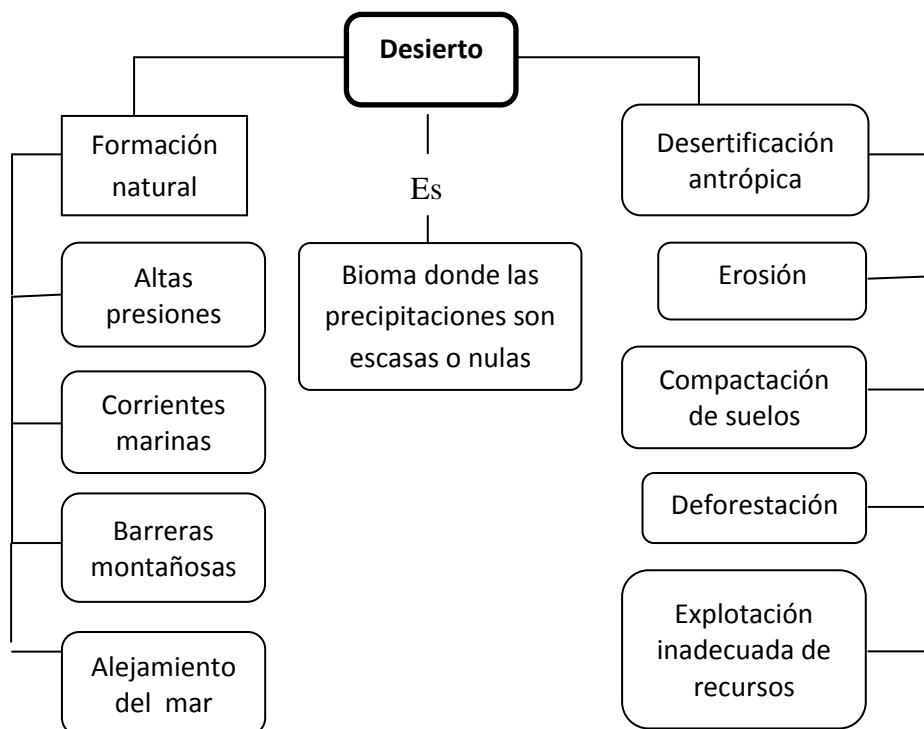 Desierto
Formación
natural
Altas
presiones
Corrientes
marinas
Barreras
montañosas
Alejamiento
del mar
Es
Bioma donde las
precipitaciones son
escasas o nulas
Desertificación
antrópica
Erosión
Compactación
de suelos
Deforestación
Explotación
inadecuada de
recursos